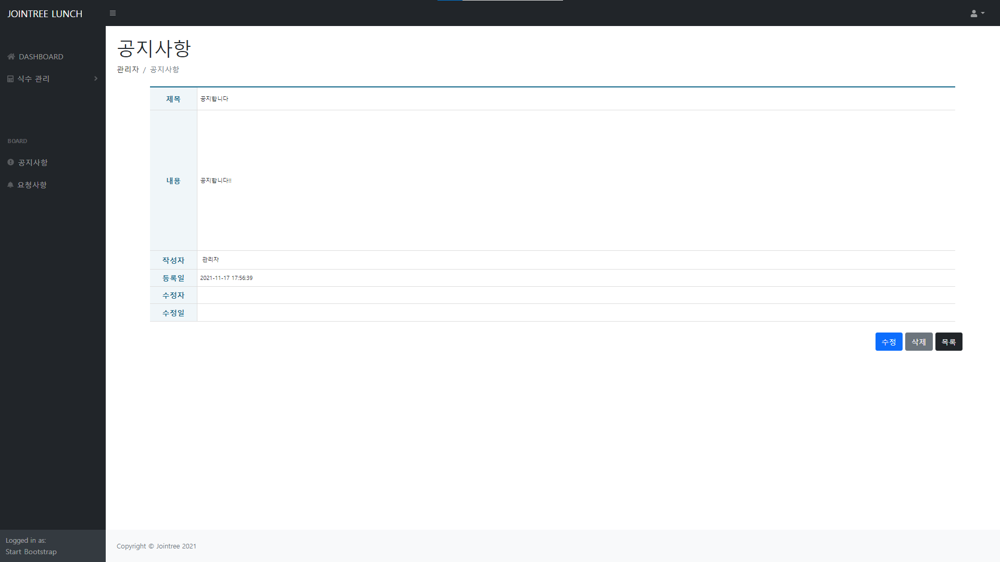 JOINTREE LUNCH
DASHBOARD
식수 관리
BOARD
공지사항
요청사항
Logged in as:
Start Bootstrap
공지사항
관리자 / 공지사항
제목 공지합니다
내용 공지합니다!!
작성자 관리자
등록일 2021-11-17 17:56:39
수정자
수정일
수정 삭제 목록
Copyright © Jointree 2021